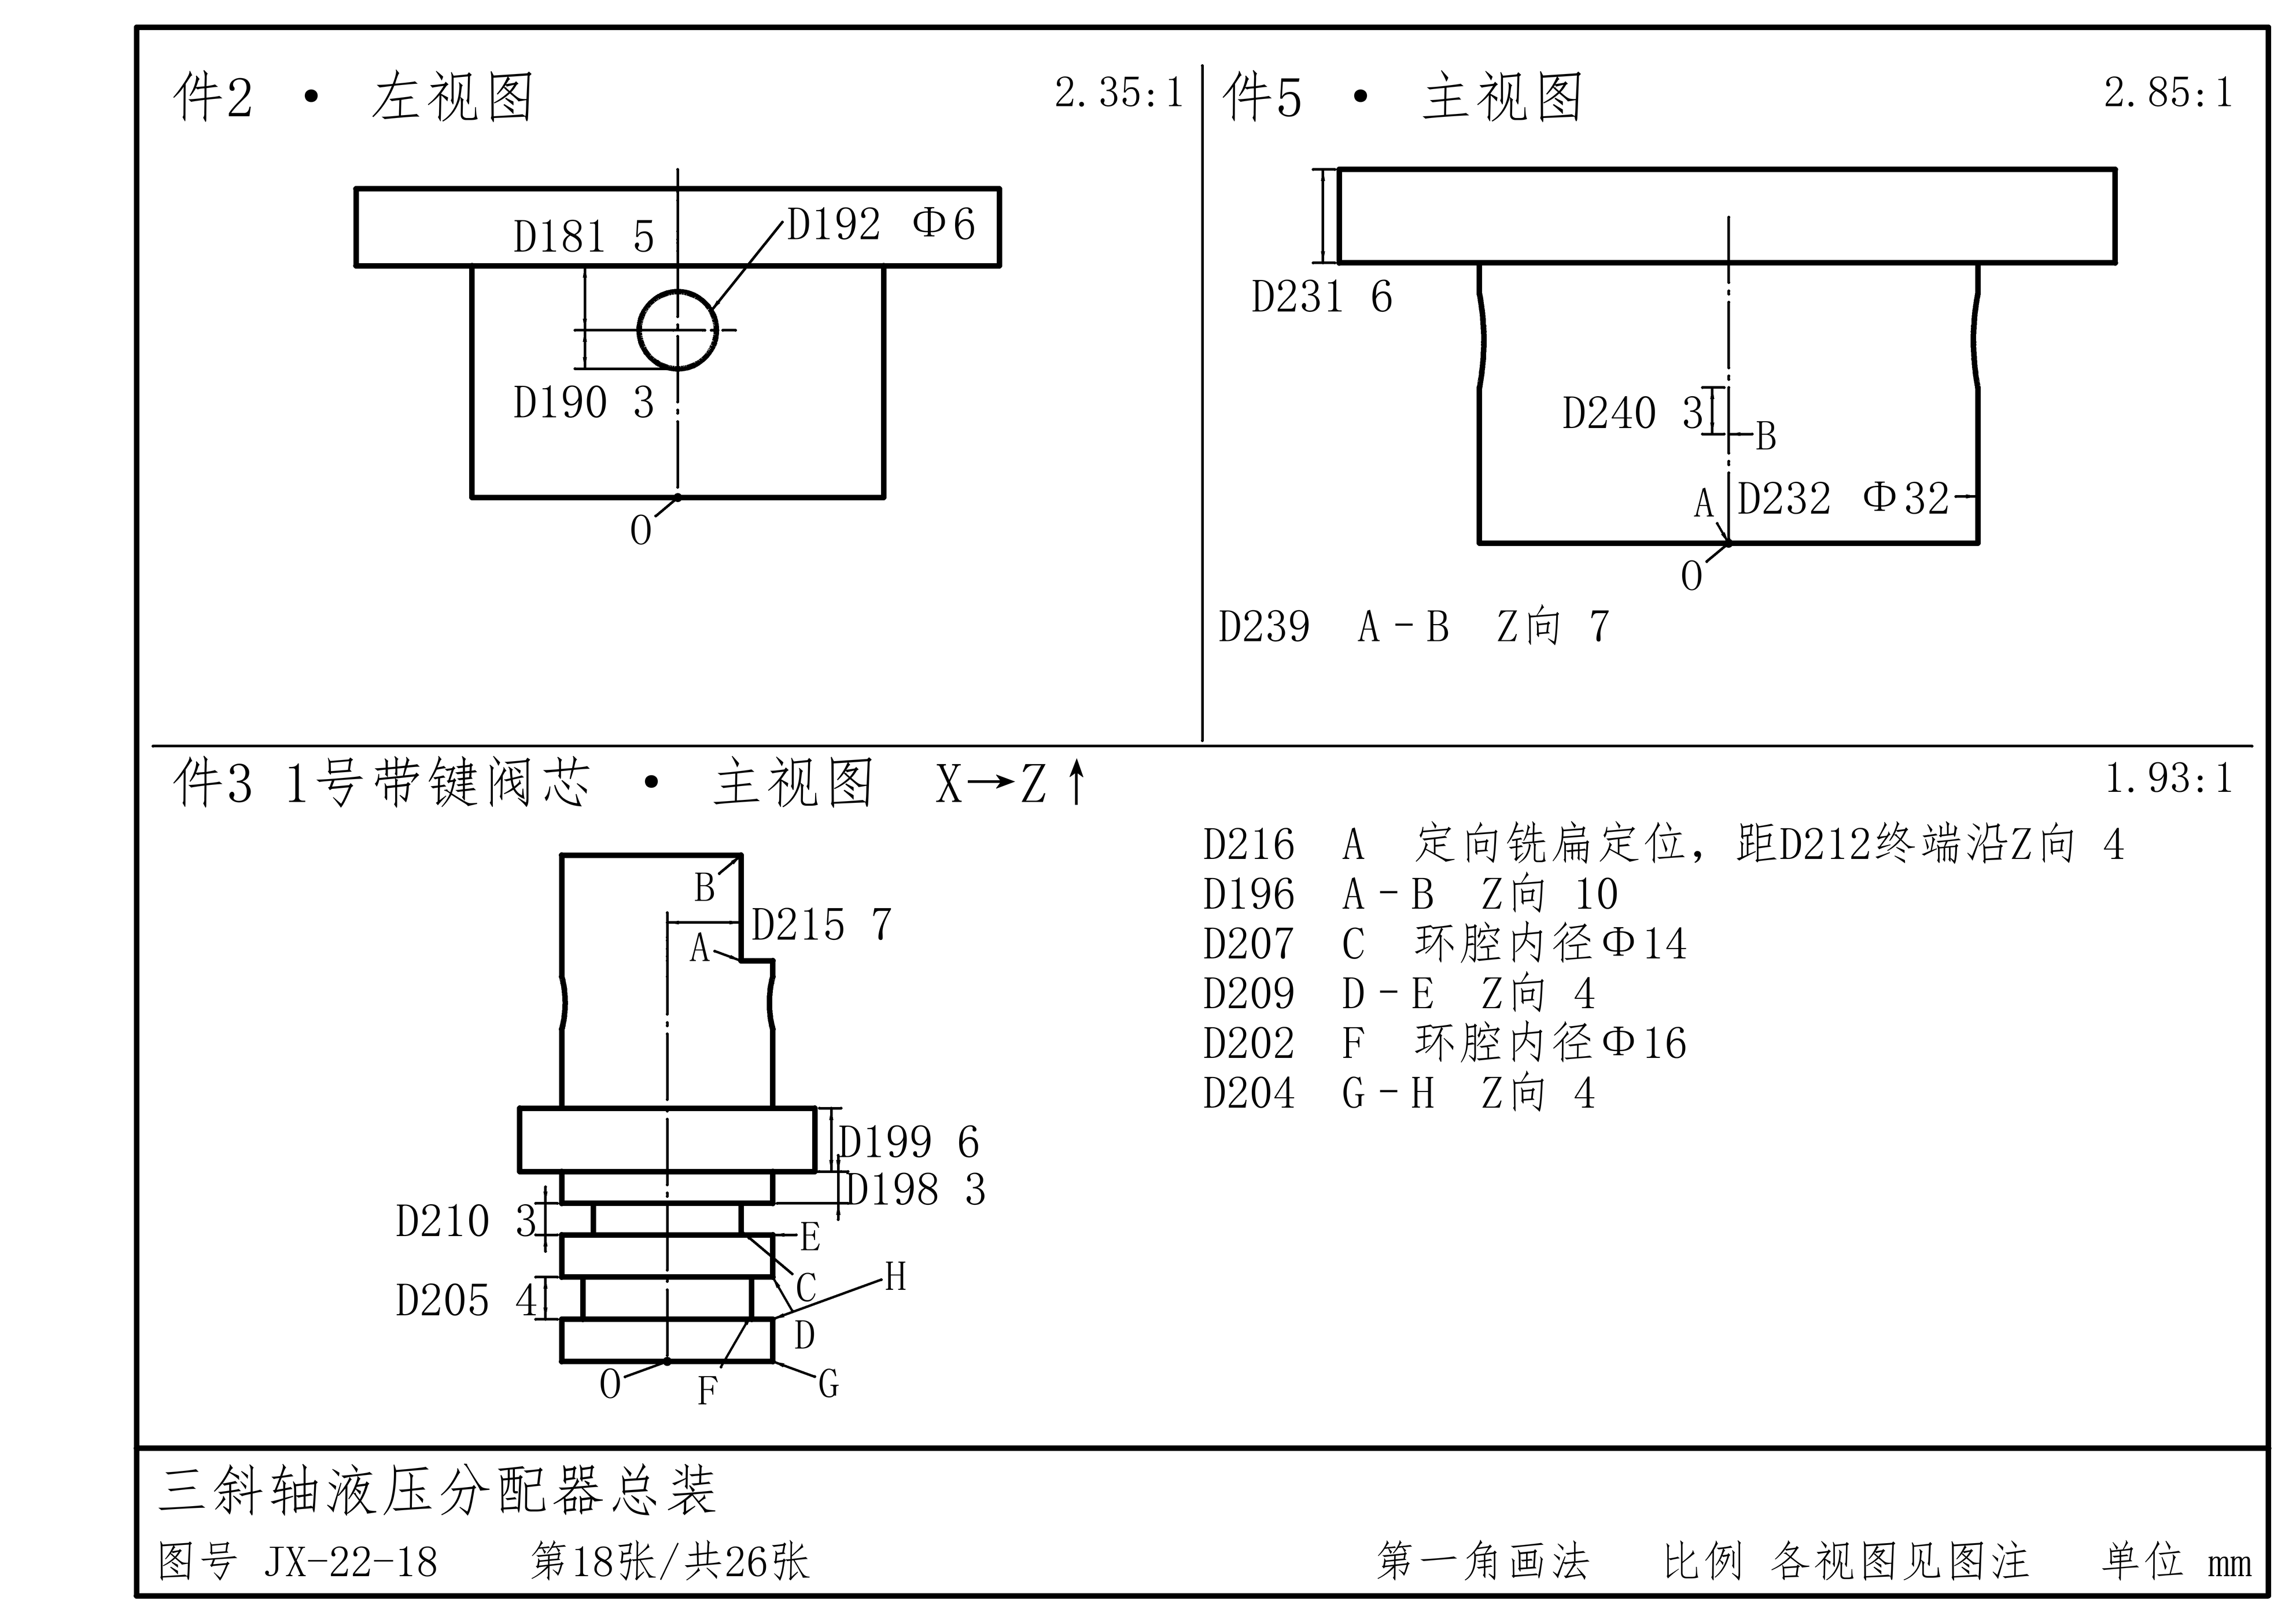 件2 • 左视图 2.35:1
D181 5
D192 Φ6
D190 3
O
件5 • 主视图 2.85:1
D231 6
D240 3
B
A
D232 Φ32
O
D239 A-B Z向 7
件3 1号带键阀芯 • 主视图 X→Z↑ 1.93:1
B
D215 7
A
D199 6
D198 3
D210 3
E
C
H
D205 4
D
O
F
G
D216 A 定向铣扁定位，距D212终端沿Z向 4
D196 A-B Z向 10
D207 C 环腔内径Φ14
D209 D-E Z向 4
D202 F 环腔内径Φ16
D204 G-H Z向 4
三斜轴液压分配器总装
图号 JX-22-18 第18张/共26张 第一角画法 比例 各视图见图注 单位 mm